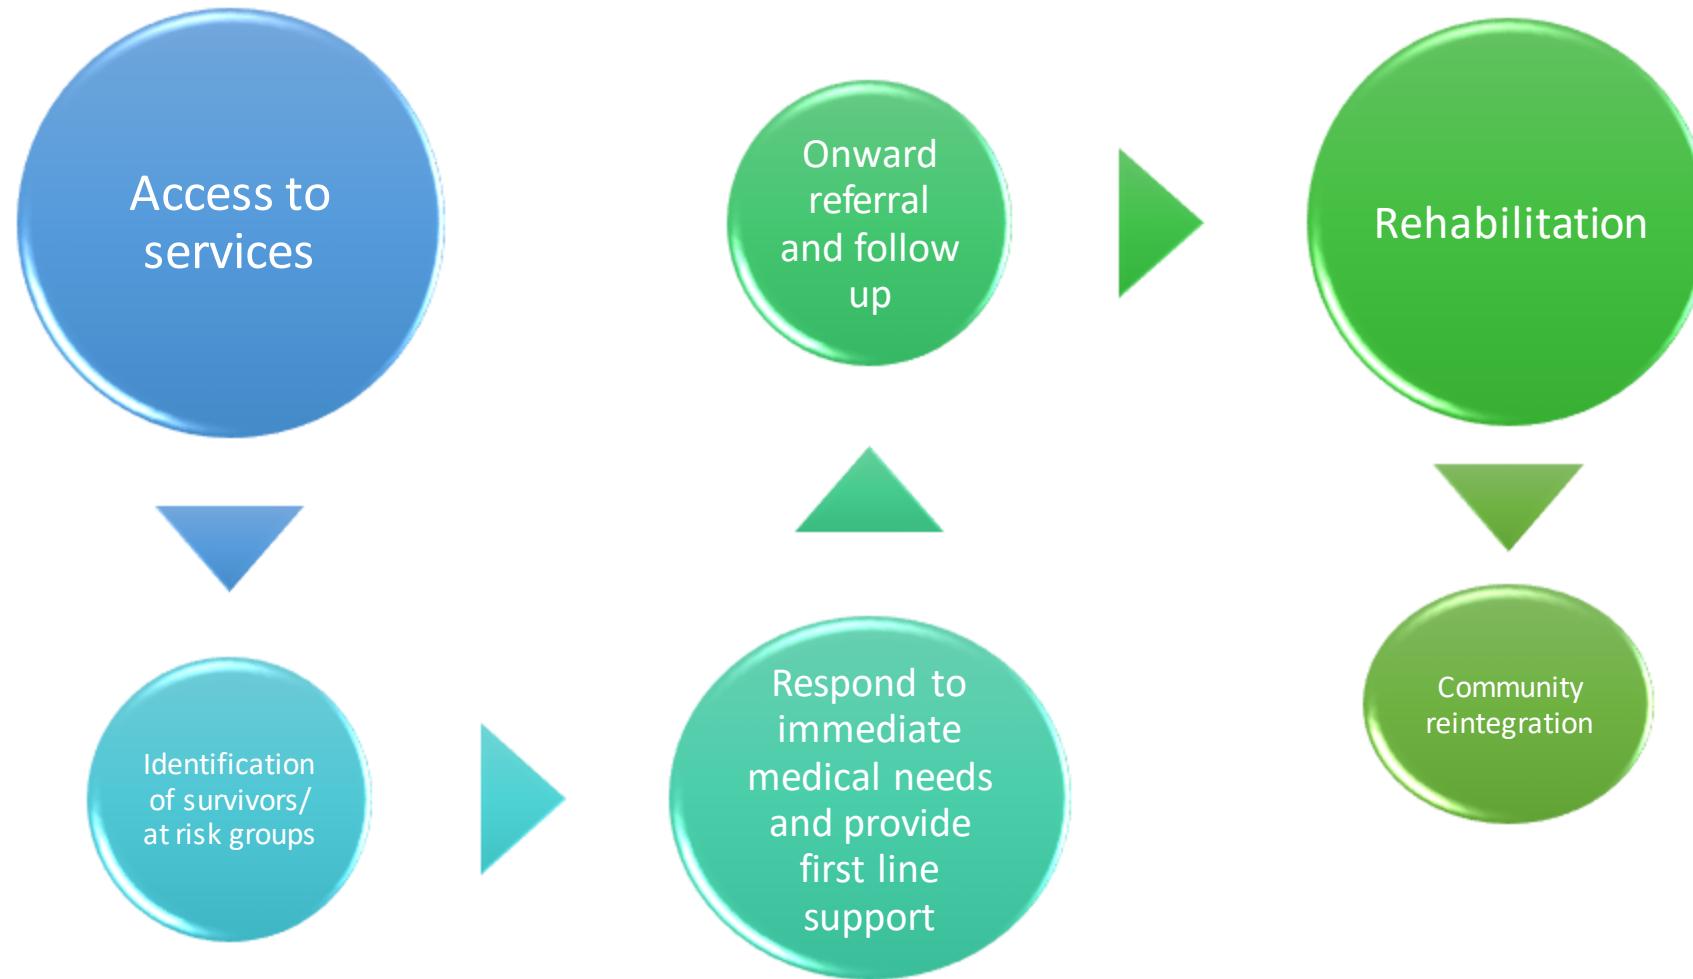 Access to
services
Identification
of survivors/
at risk groups
Respond to
immediate
medical needs
and provide
first line
support
Onward
referral
and follow
up
Rehabilitation
Community
reintegration